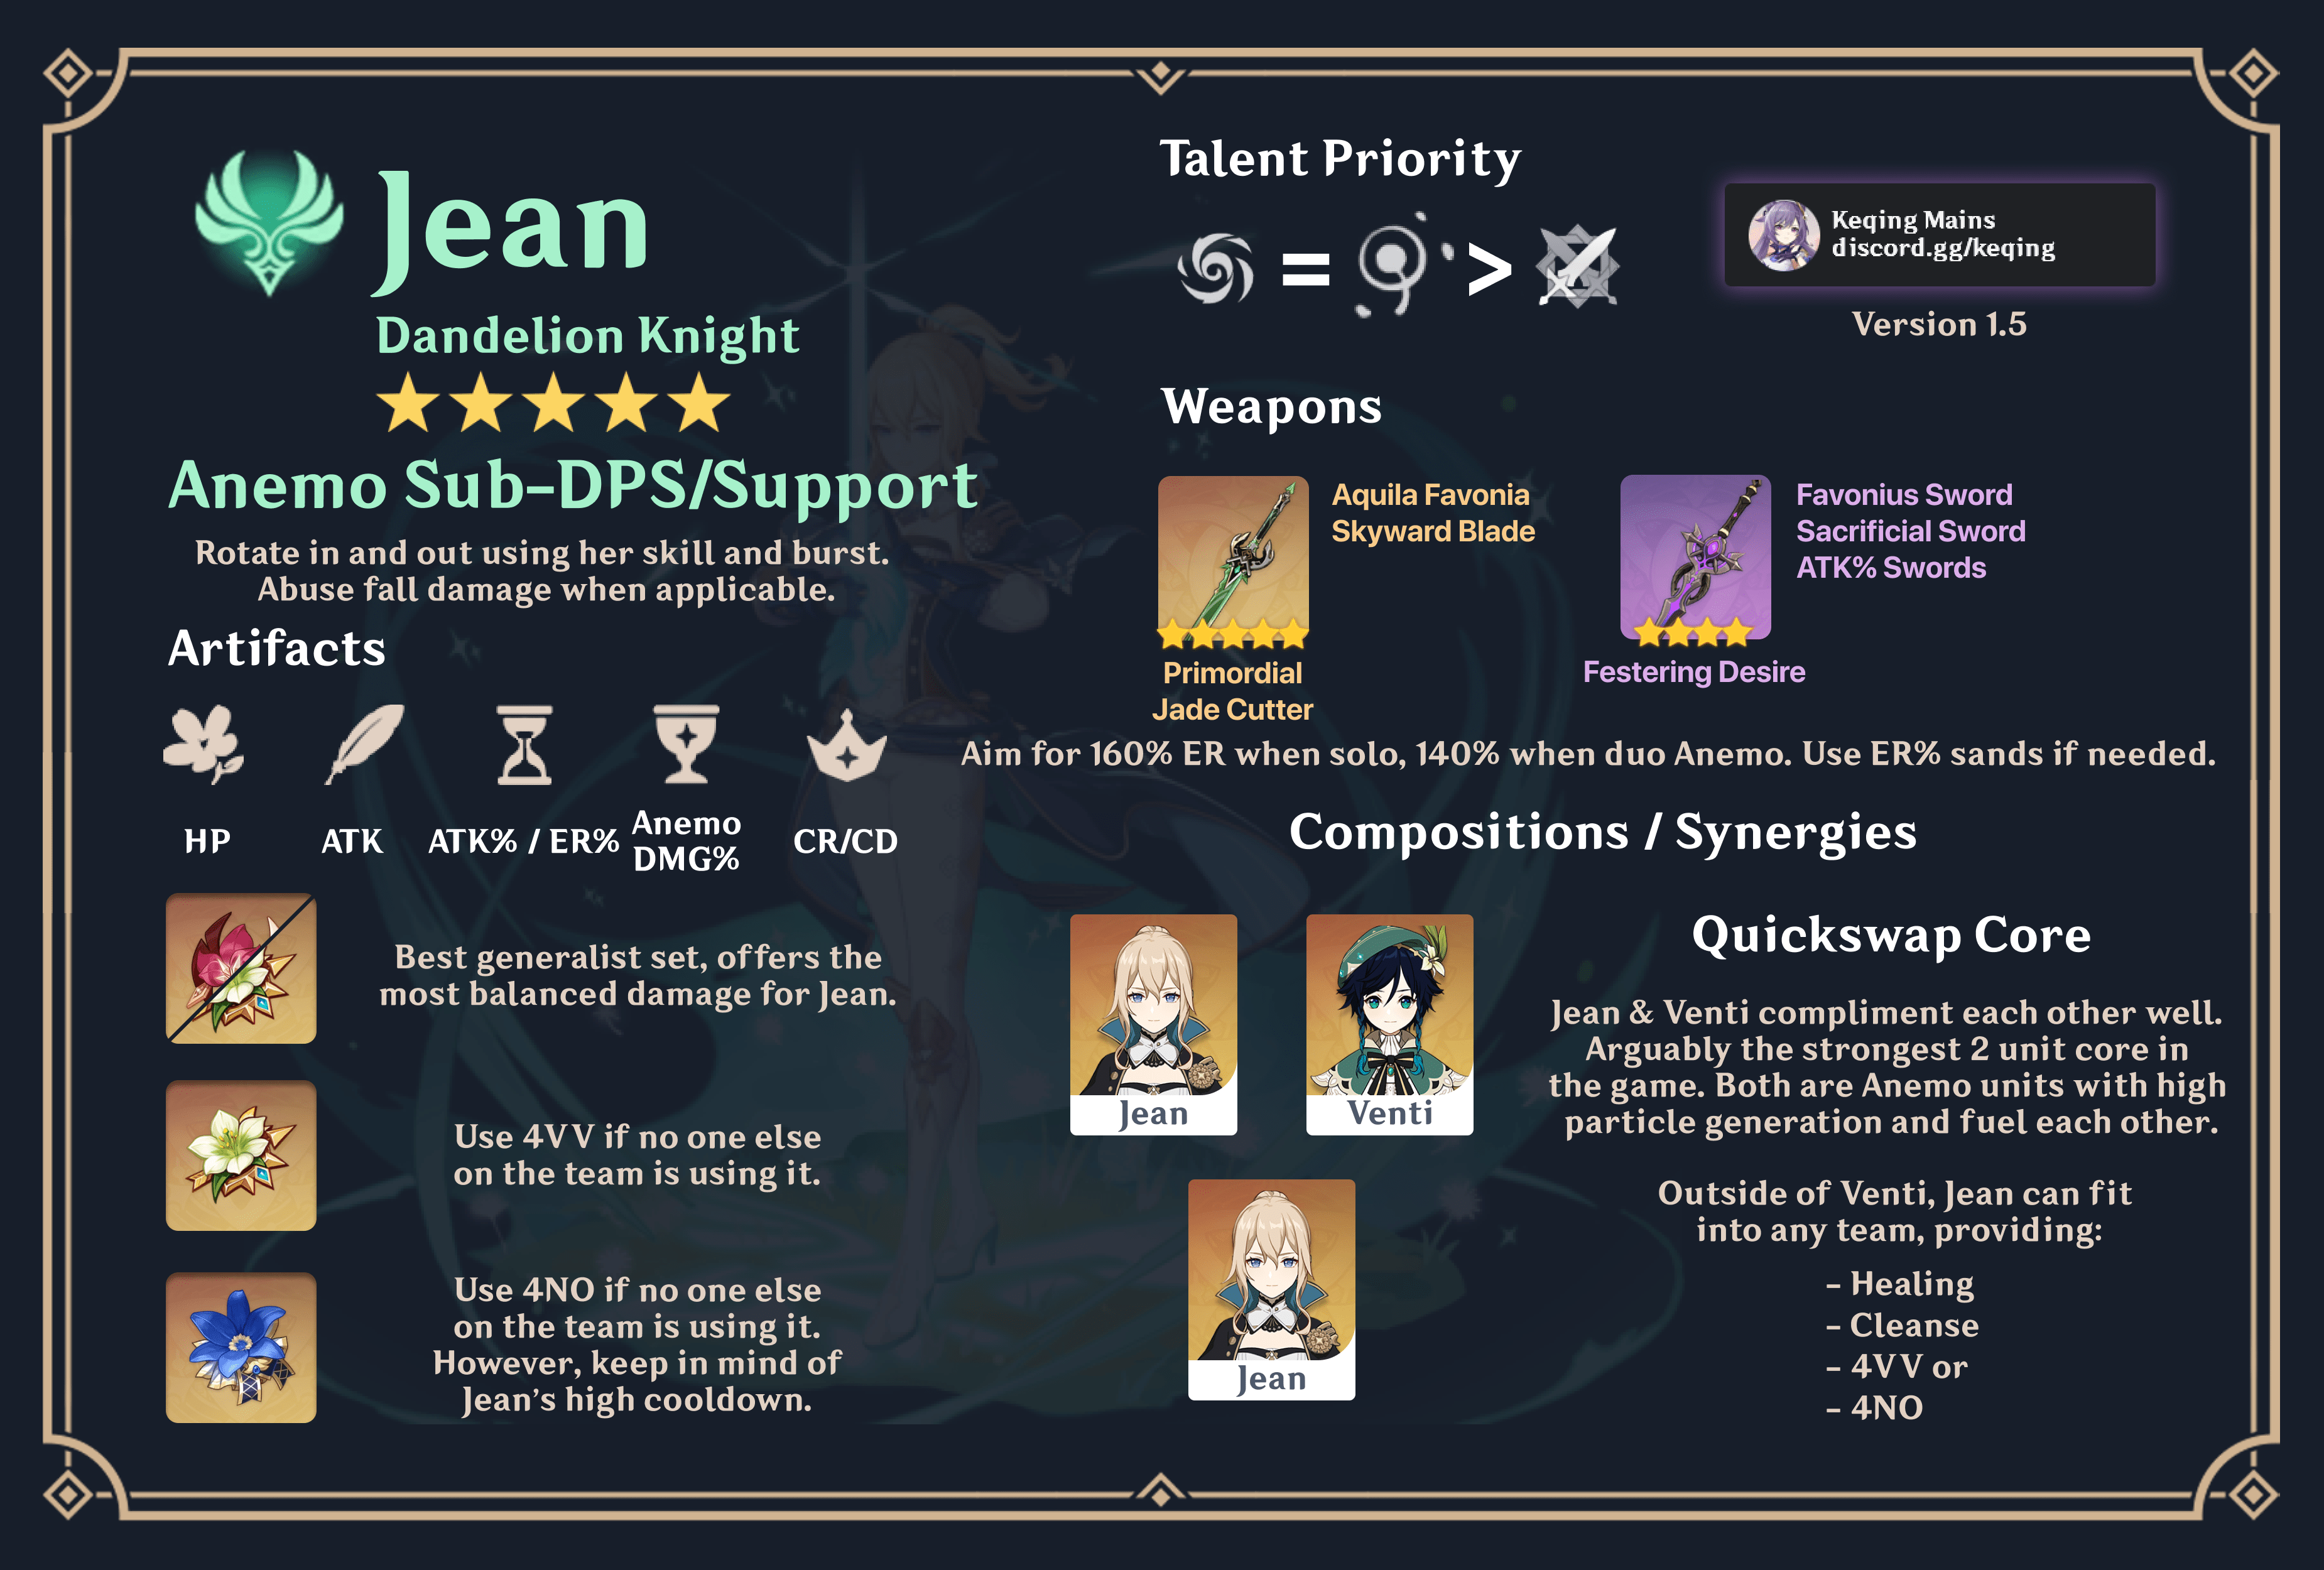 Jean
Dandelion Knight
Anemo Sub-DPS/Support
Rotate in and out using her skill and burst.
Abuse fall damage when applicable.
Artifacts
HP
ATK
ATK% / ER%
Anemo
DMG%
CR/CD
Best generalist set, offers the
most balanced damage for Jean.
Use 4VV if no one else
on the team is using it.
Use 4NO if no one else
on the team is using it.
However, keep in mind of
Jean's high cooldown.
Talent Priority
= >
Keqing Mains
discord.gg/keqing
Version 1.5
Weapons
Primordial
Jade Cutter
Aquila Favonia
Skyward Blade
Festering Desire
Favonius Sword
Sacrificial Sword
ATK% Swords
Aim for 160% ER when solo, 140% when duo Anemo. Use ER% sands if needed.
Compositions / Synergies
Jean
Venti
Jean
Quickswap Core
Jean & Venti compliment each other well.
Arguably the strongest 2 unit core in
the game. Both are Anemo units with high
particle generation and fuel each other.
Outside of Venti, Jean can fit
into any team, providing:
- Healing
- Cleanse
- 4VV or
- 4NO